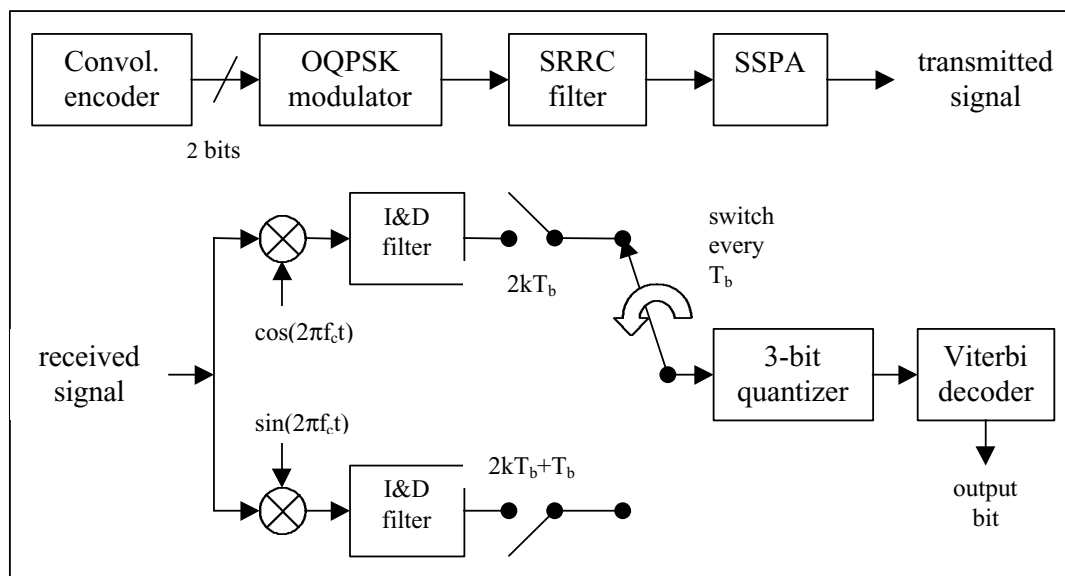 Convol.
encoder
OQPSK
modulator
SRRC
filter
SSPA
transmitted
signal
2 bits
I&D
filter
switch
every
T_b
2kT_b
cos(2πf_ct)
received
signal
3-bit
quantizer
Viterbi
decoder
sin(2πf_ct)
2kT_b+T_b
I&D
filter
output
bit